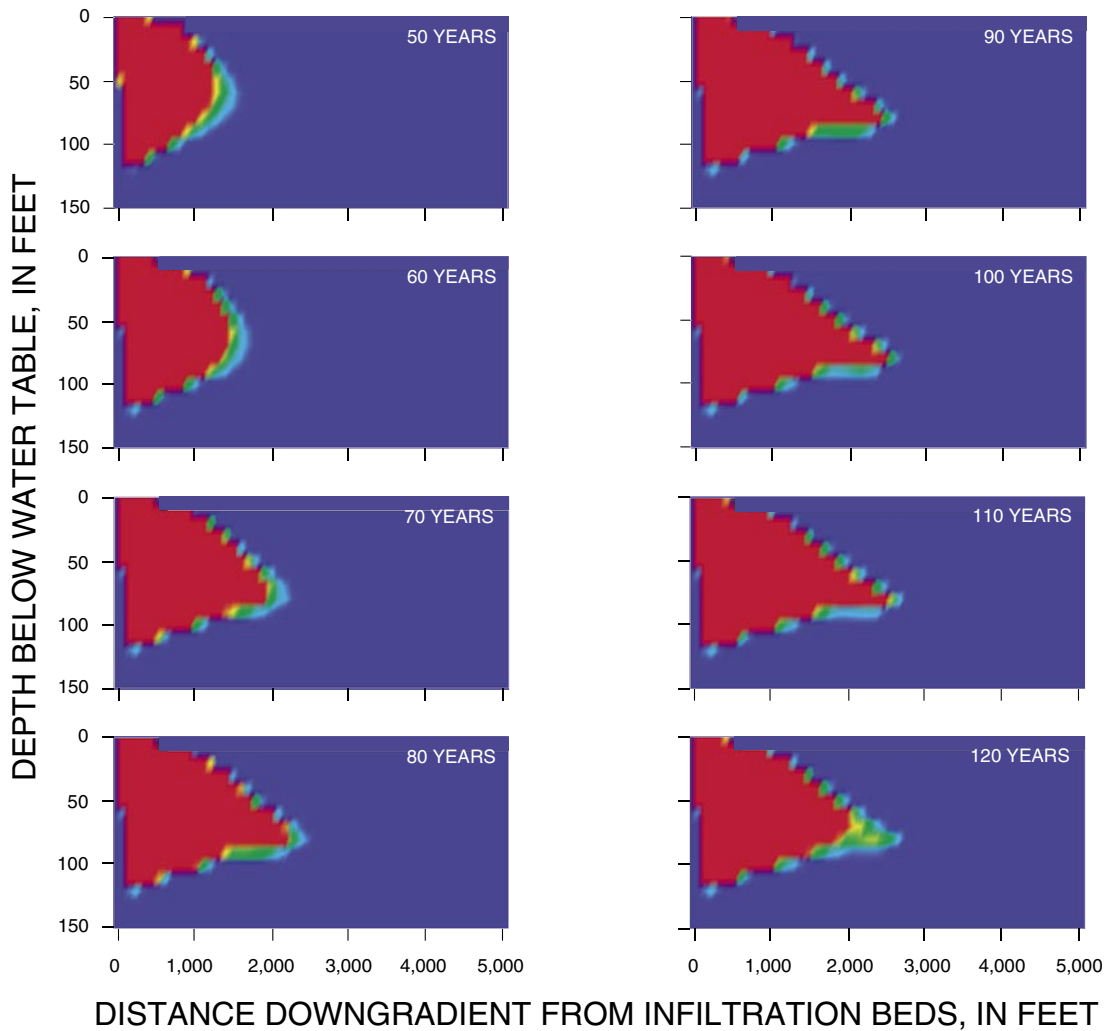 DEPTH BELOW WATER TABLE, IN FEET
0
50
100
150
50 YEARS
90 YEARS
0
50
100
150
60 YEARS
100 YEARS
0
50
100
150
70 YEARS
110 YEARS
0
50
100
150
80 YEARS
120 YEARS
0 1,000 2,000 3,000 4,000 5,000
0 1,000 2,000 3,000 4,000 5,000
DISTANCE DOWNGRADIENT FROM INFILTRATION BEDS, IN FEET